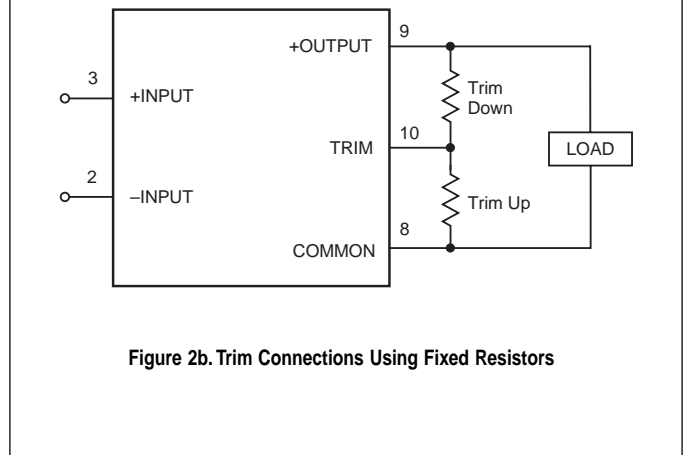 9
+OUTPUT
3
+INPUT
Trim
Down
10
TRIM
LOAD
2
–INPUT
Trim Up
8
COMMON
Figure 2b. Trim Connections Using Fixed Resistors